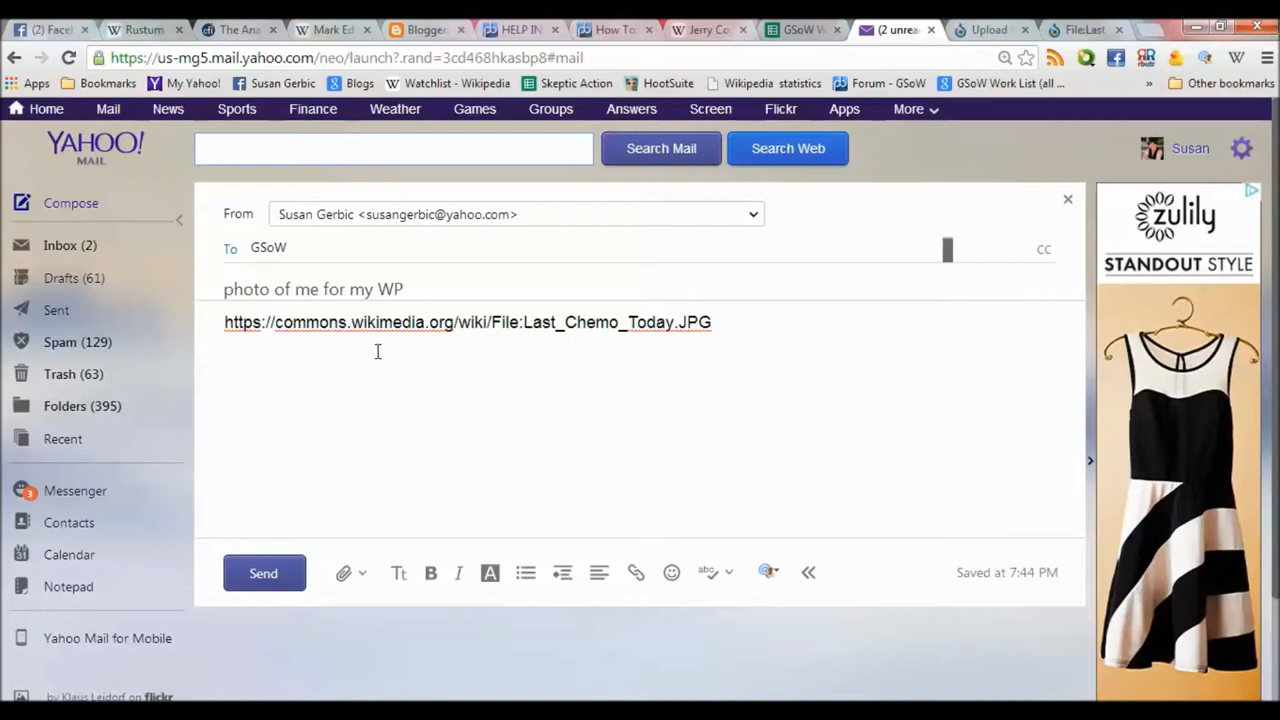 (2) Face
Rustum
The Ana
Mark Ed
Blogger:
HELP IN
How To:
Jerry Co
GSoW W
(2 unrea
Upload
File:Last
https://us-mg5.mail.yahoo.com/neo/launch?.rand=3cd468hkasbp8#mail
Apps Bookmarks My Yahoo! Susan Gerbic Blogs Watchlist - Wikipedia Skeptic Action HootSuite Wikipedia statistics Forum - GSoW GSoW Work List (all ... » Other bookmarks
Home Mail News Sports Finance Weather Games Groups Answers Screen Flickr Apps More
YAHOO!
MAIL
Search Mail Search Web
Susan
Compose
Inbox (2)
Drafts (61)
Sent
Spam (129)
Trash (63)
Folders (395)
Recent
Messenger
3
Contacts
Calendar
Notepad
Yahoo Mail for Mobile
by Klaus Leidorf on flickr
From Susan Gerbic <susangerbic@yahoo.com>
To GSoW CC
photo of me for my WP
https://commons.wikimedia.org/wiki/File:Last_Chemo_Today.JPG
Send
Tt B I A
abc
Saved at 7:44 PM
zulily
STANDOUT STYLE